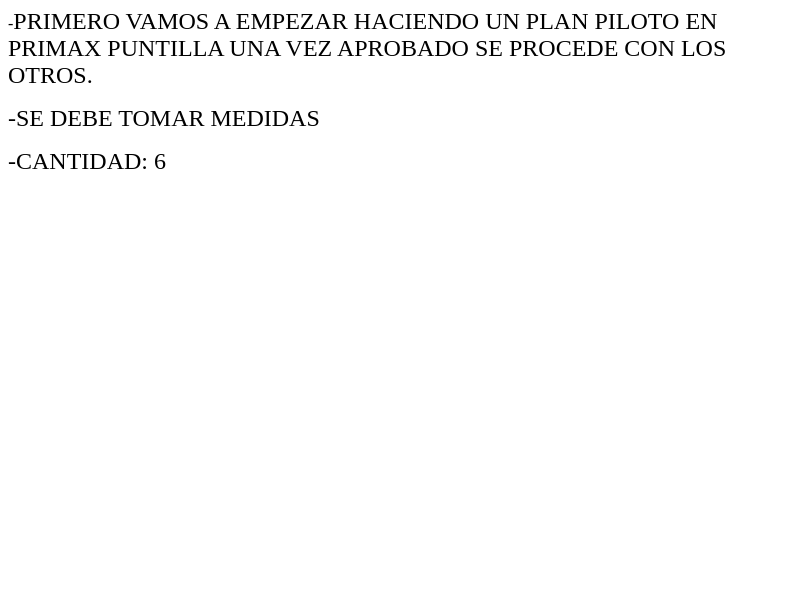 -PRIMERO VAMOS A EMPEZAR HACIENDO UN PLAN PILOTO EN
PRIMAX PUNTILLA UNA VEZ APROBADO SE PROCEDE CON LOS
OTROS.
-SE DEBE TOMAR MEDIDAS
-CANTIDAD: 6